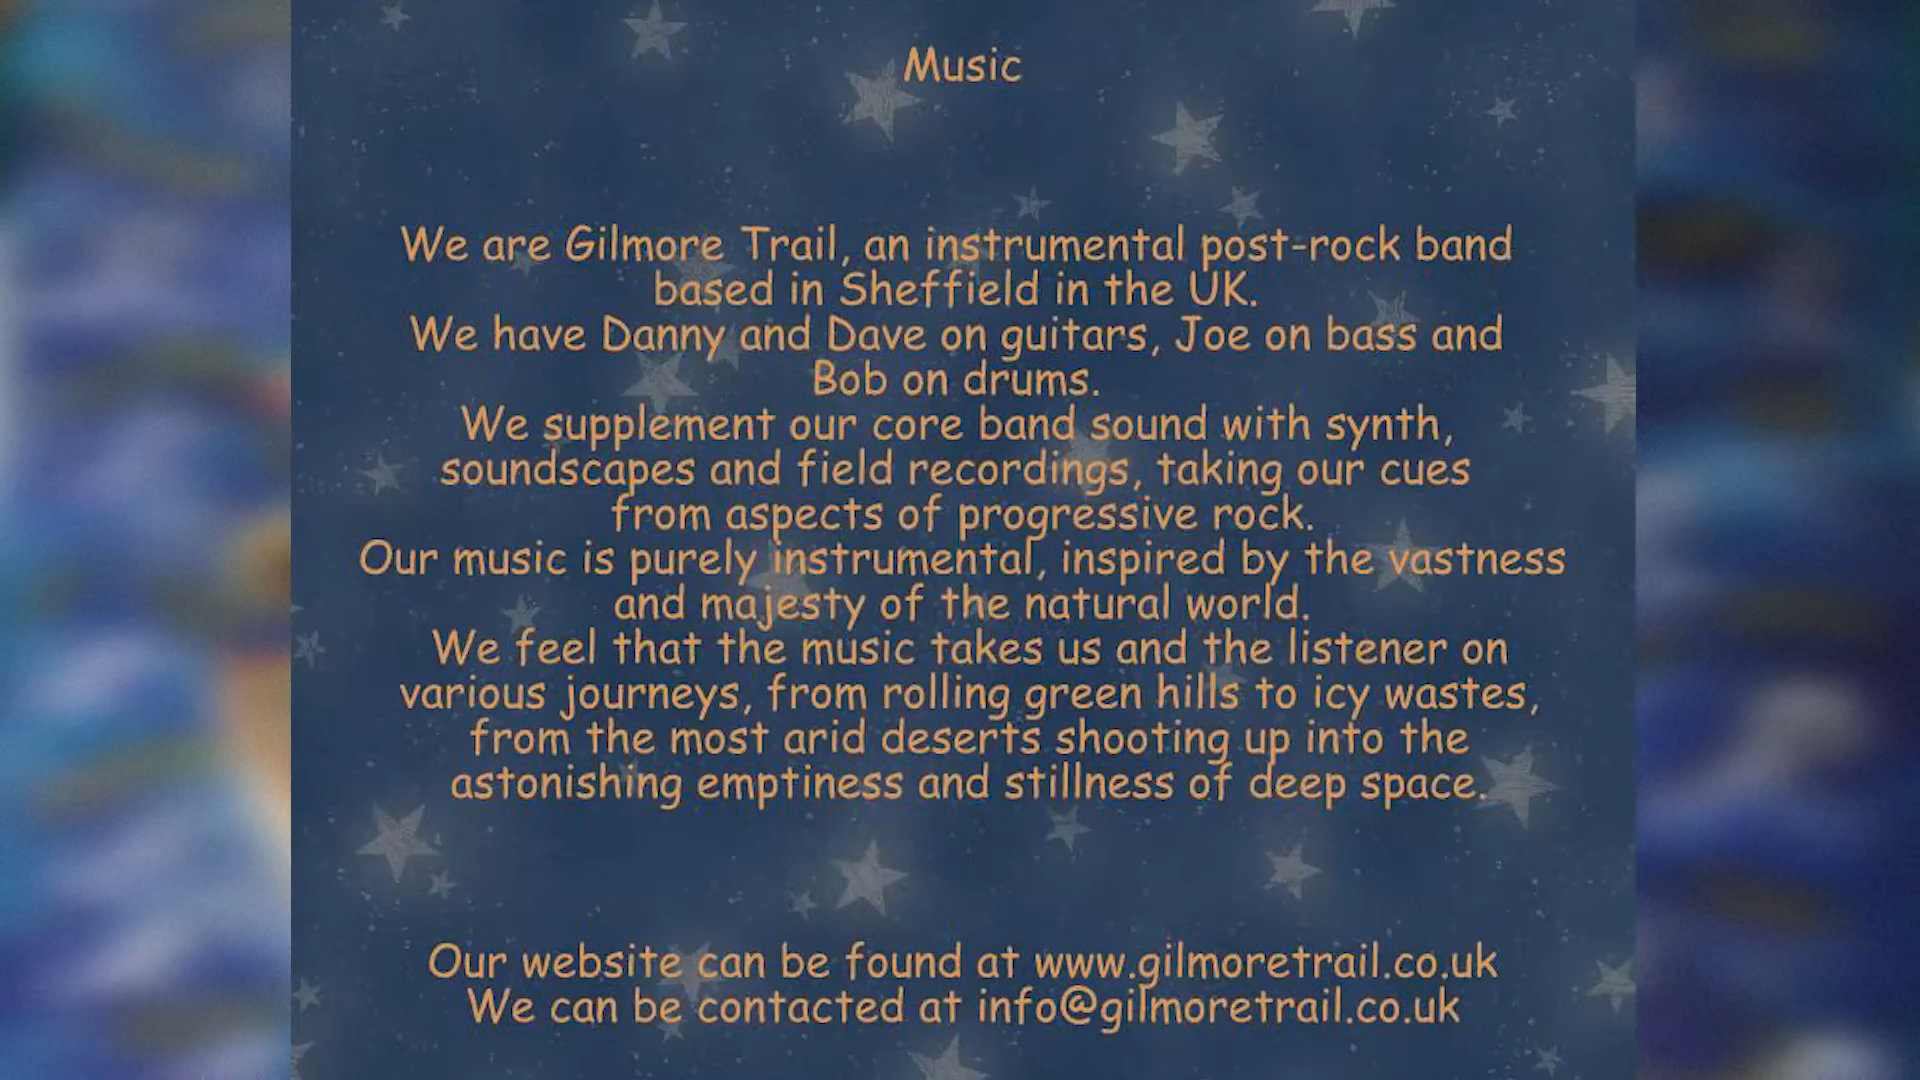 Music
We are Gilmore Trail, an instrumental post-rock band
based in Sheffield in the UK.
We have Danny and Dave on guitars, Joe on bass and
Bob on drums.
We supplement our core band sound with synth,
soundscapes and field recordings, taking our cues
from aspects of progressive rock.
Our music is purely instrumental, inspired by the vastness
and majesty of the natural world.
We feel that the music takes us and the listener on
various journeys, from rolling green hills to icy wastes,
from the most arid deserts shooting up into the
astonishing emptiness and stillness of deep space.
Our website can be found at www.gilmoretrail.co.uk
We can be contacted at info@gilmoretrail.co.uk